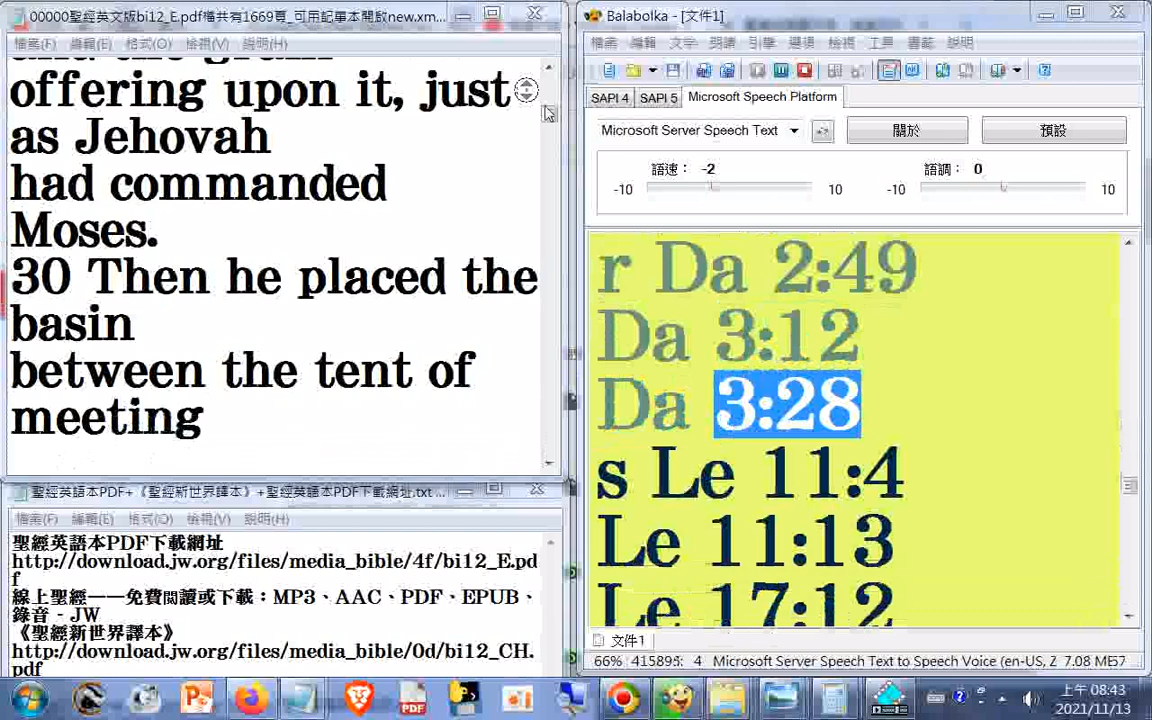 00000聖經英文版bi12_E.pdf檔共有1669頁_可用記事本開啟new.xm...
檔案(F) 編輯(E) 格式(O) 檢視(V) 說明(H)
and the grain
offering upon it, just
as Jehovah
had commanded
Moses.
30 Then he placed the
basin
between the tent of
meeting
聖經英語本PDF+《聖經新世界譯本》+聖經英語本PDF下載網址.txt ...
檔案(F) 編輯(E) 格式(O) 檢視(V) 說明(H)
聖經英語本PDF下載網址
http://download.jw.org/files/media_bible/4f/bi12_E.pd
f
線上聖經——免費閱讀或下載：MP3、AAC、PDF、EPUB、
錄音 - JW
《聖經新世界譯本》
http://download.jw.org/files/media_bible/0d/bi12_CH.
pdf
Balabolka - [文件1]
檔案 編輯 文字 朗讀 引擎 選項 檢視 工具 書籤 說明
SAPI 4 SAPI 5 Microsoft Speech Platform
Microsoft Server Speech Text 關於 預設
語速： -2 語調： 0
-10 10 -10 10
r Da 2:49
Da 3:12
Da 3:28
s Le 11:4
Le 11:13
Le 17:12
文件1
66% 415895: 4 Microsoft Server Speech Text to Speech Voice (en-US, Z 7.08 ME57
PDF
上午 08:43
2021/11/13